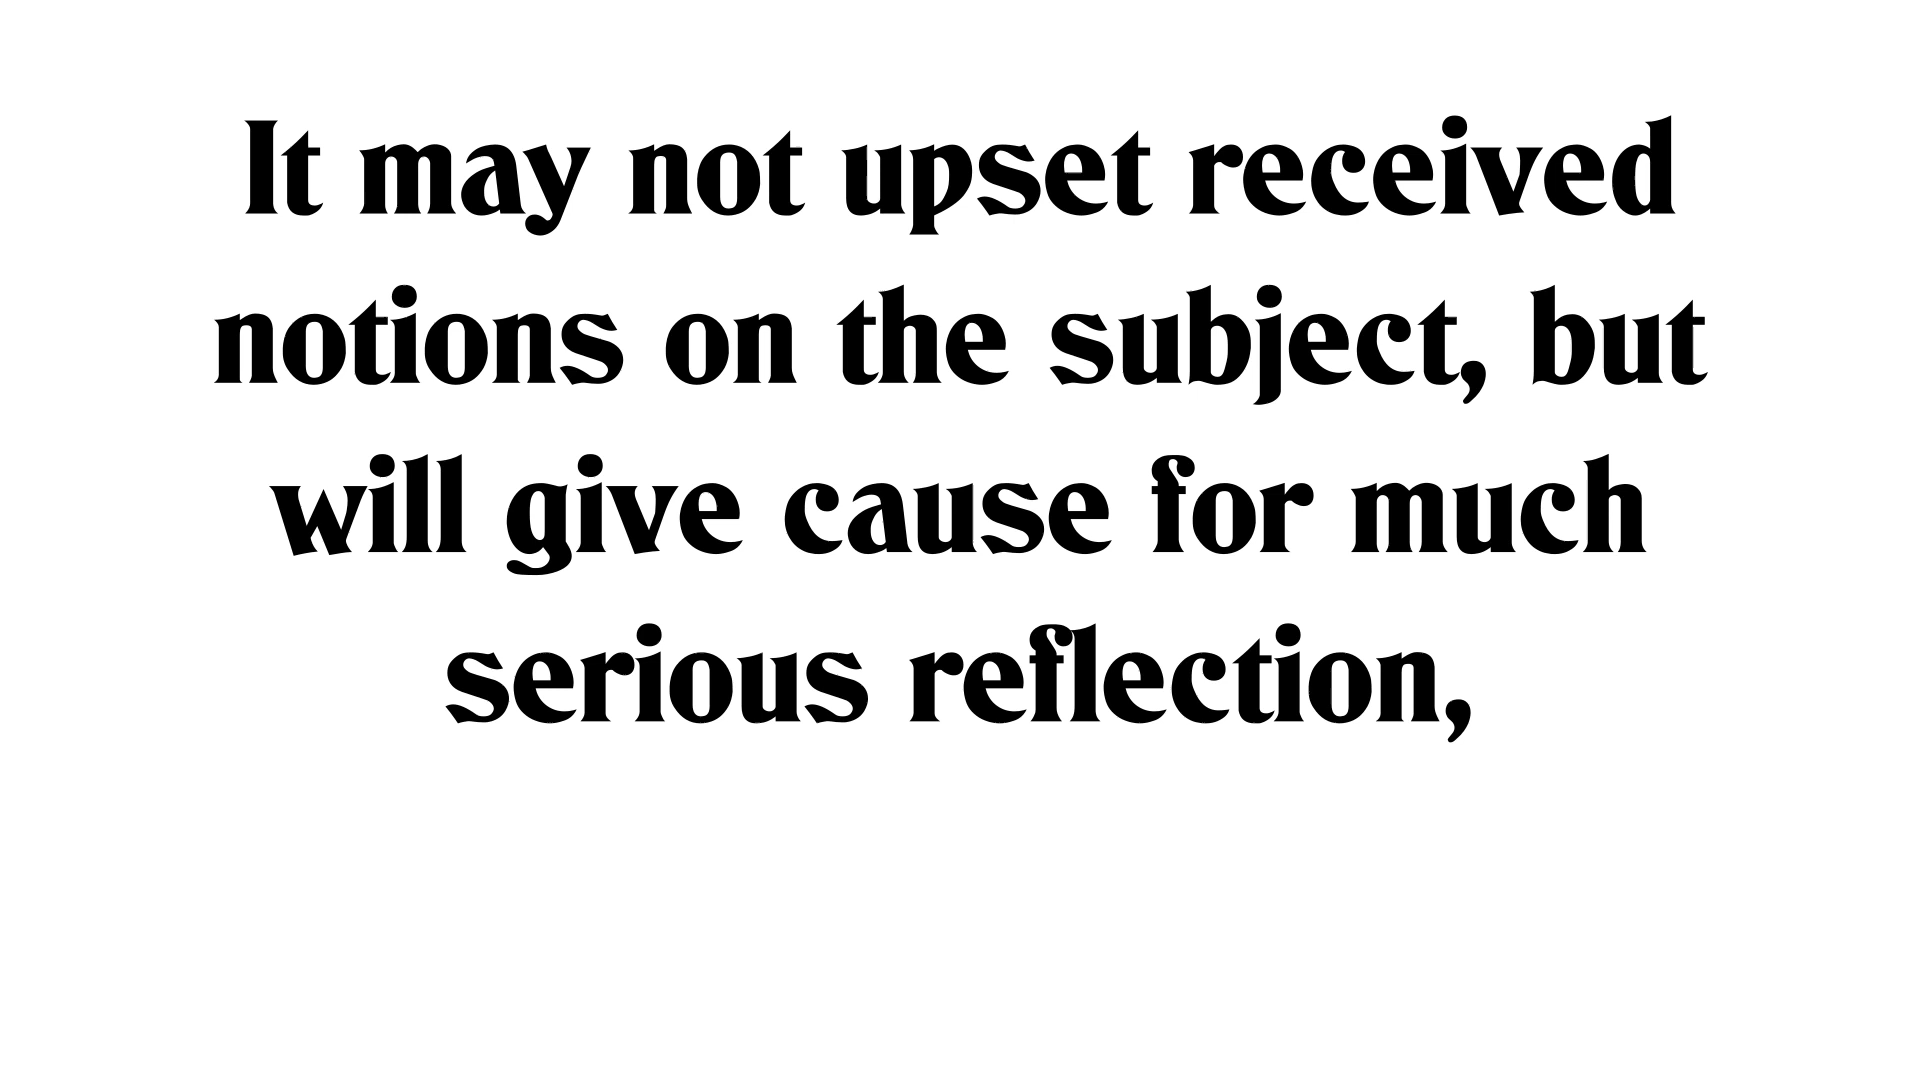 It may not upset received
notions on the subject, but
will give cause for much
serious reflection,